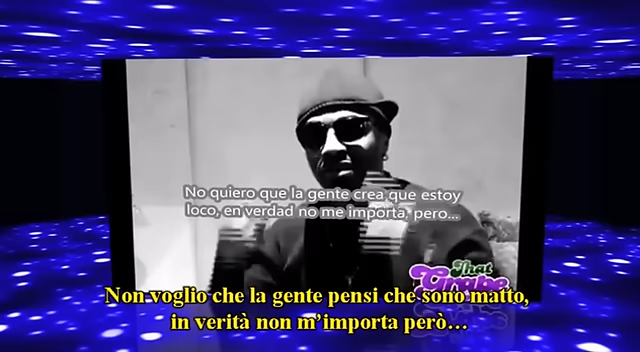 No quiero que la gente crea que estoy
loco, en verdad no me importa, pero...
That
Grape
Non voglio che la gente pensi che sono matto,
in verità non m'importa però…